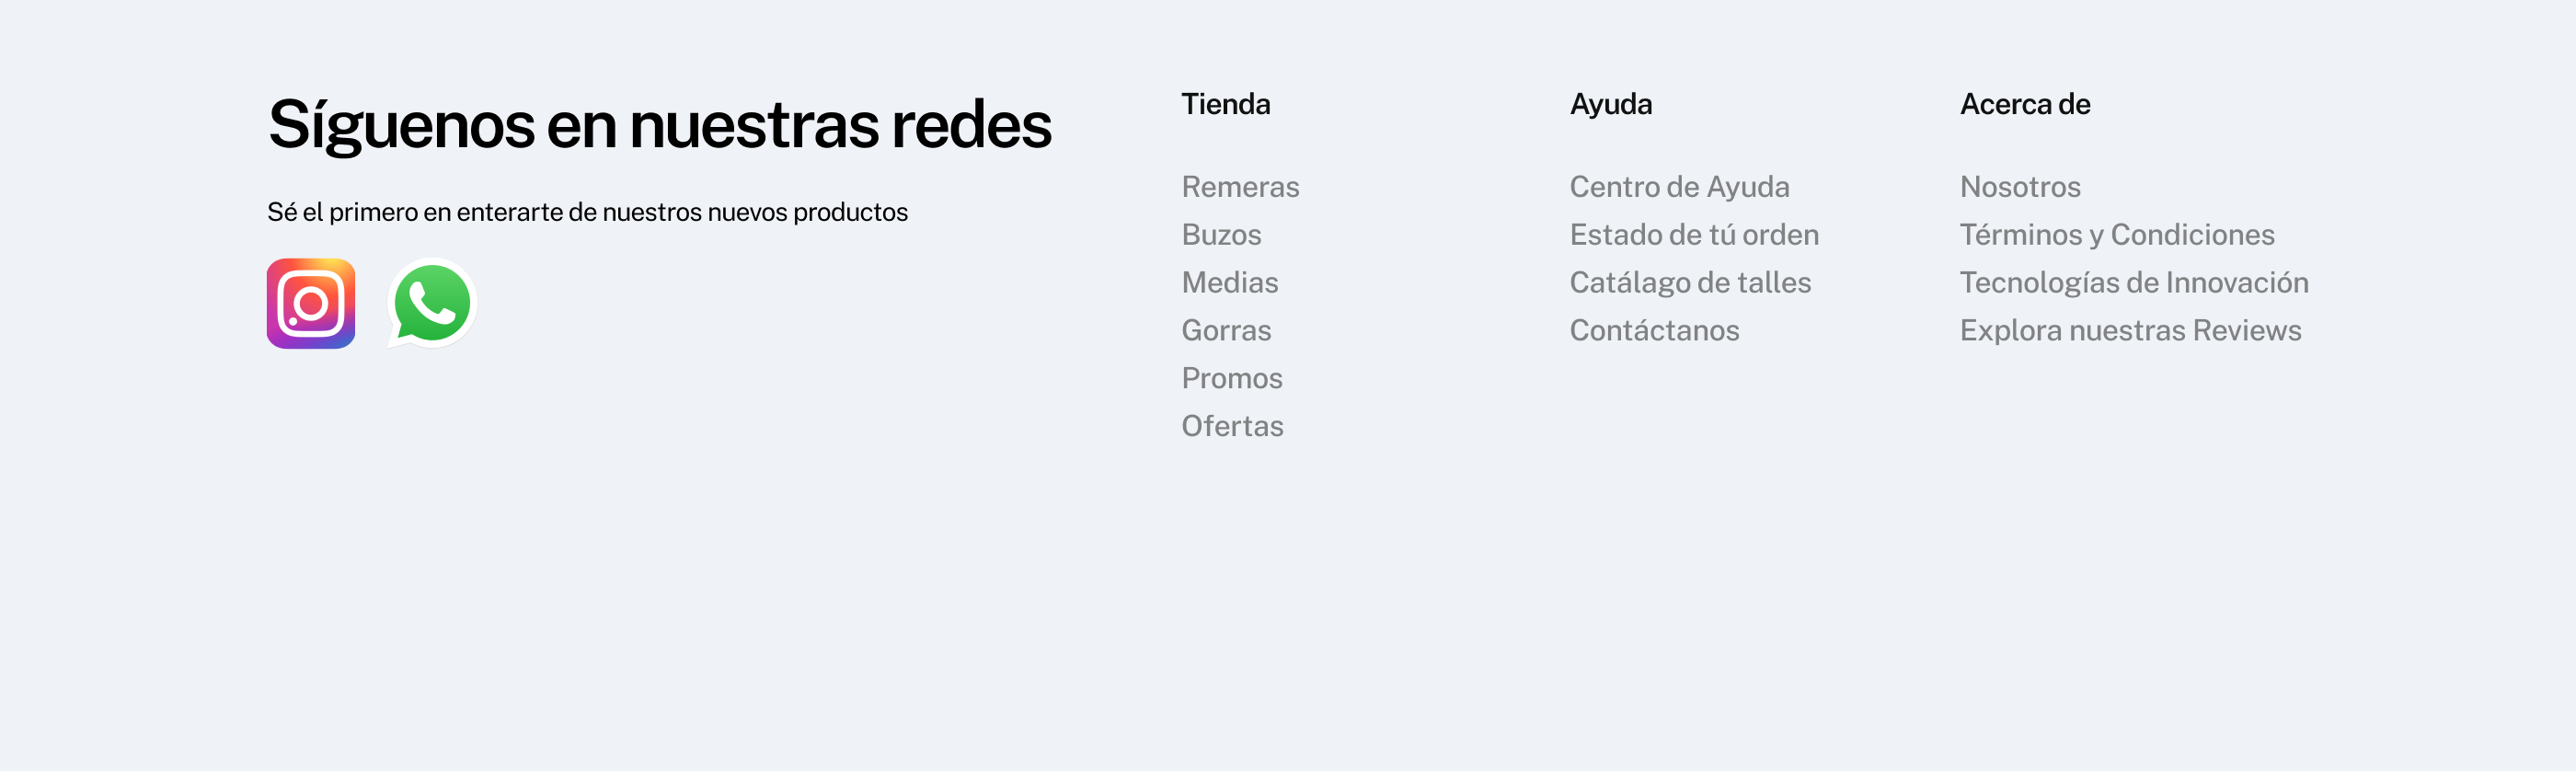 Síguenos en nuestras redes
Sé el primero en enterarte de nuestros nuevos productos
Tienda
Remeras
Buzos
Medias
Gorras
Promos
Ofertas
Ayuda
Centro de Ayuda
Estado de tú orden
Catálago de talles
Contáctanos
Acerca de
Nosotros
Términos y Condiciones
Tecnologías de Innovación
Explora nuestras Reviews